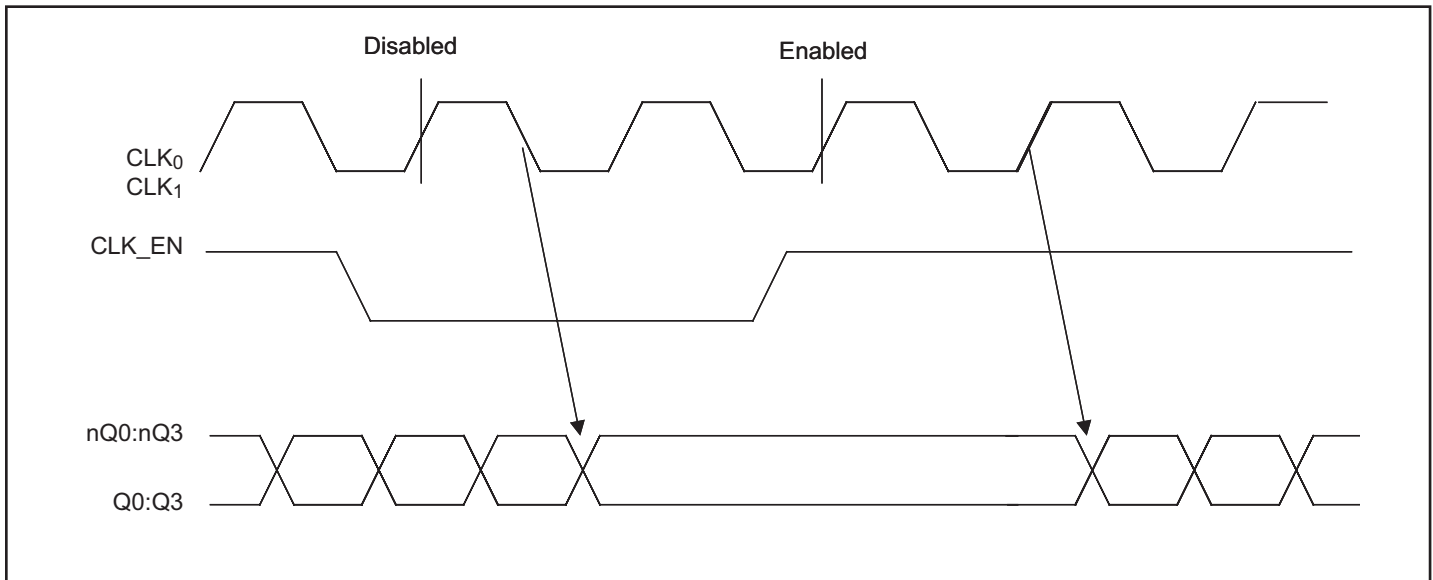 Disabled
Enabled
CLK0
CLK1
CLK_EN
nQ0:nQ3
Q0:Q3